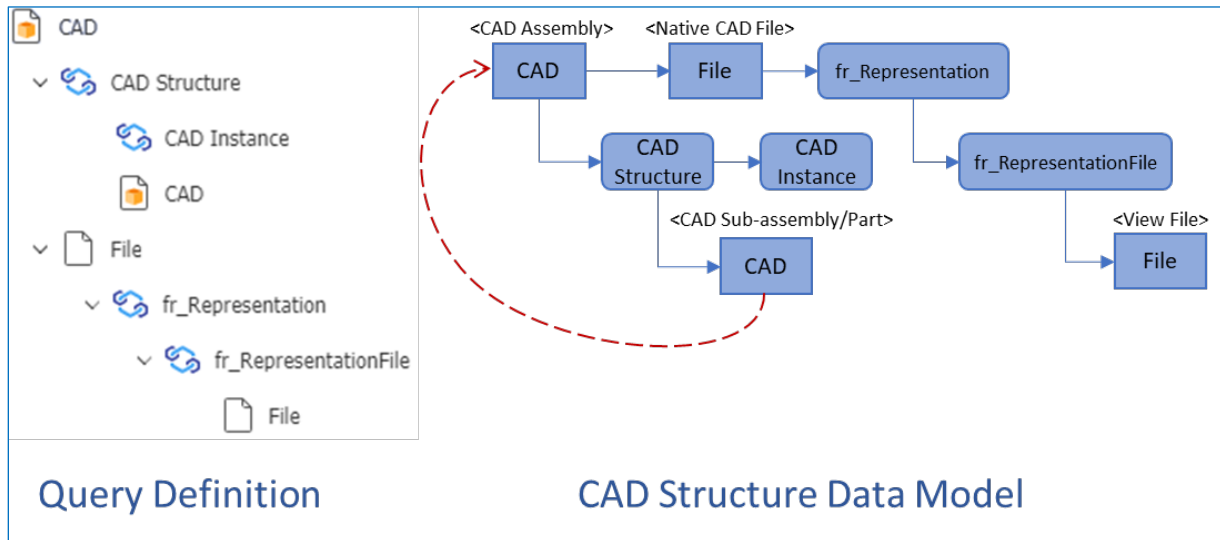 CAD
CAD Structure
CAD Instance
CAD
File
fr_Representation
fr_RepresentationFile
File
Query Definition
<CAD Assembly>
<Native CAD File>
CAD
File
fr_Representation
CAD
Structure
CAD
Instance
fr_RepresentationFile
<CAD Sub-assembly/Part>
<View File>
CAD
File
CAD Structure Data Model